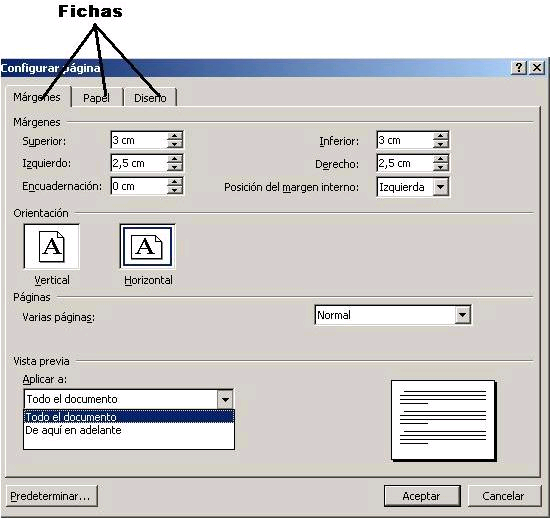 Fichas
Configurar página
Márgenes Papel Diseño
Márgenes
Superior: 3 cm Inferior: 3 cm
Izquierdo: 2,5 cm Derecho: 2,5 cm
Encuadernación: 0 cm Posición del margen interno: Izquierda
Orientación
A A
Vertical Horizontal
Páginas
Varias páginas: Normal
Vista previa
Aplicar a:
Todo el documento
Todo el documento
De aquí en adelante
Predeterminar... Aceptar Cancelar